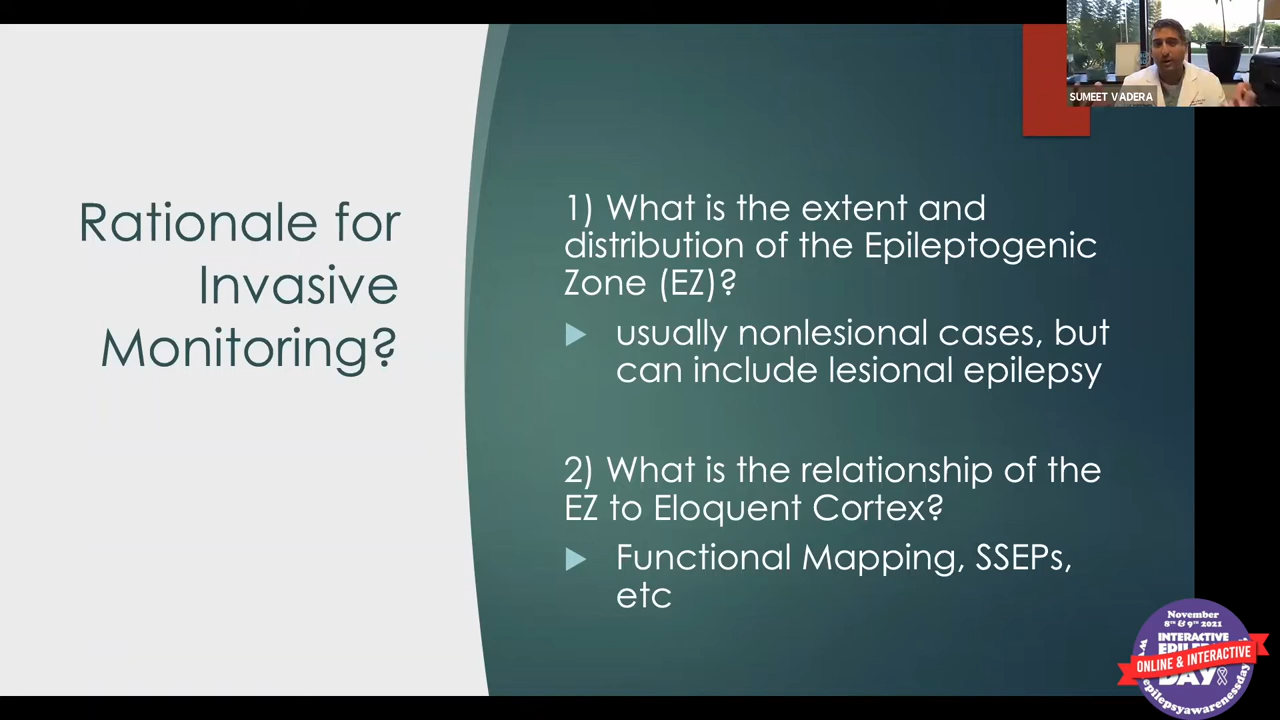 SUMEET VADERA
Rationale for
Invasive
Monitoring?
1) What is the extent and
distribution of the Epileptogenic
Zone (EZ)?
usually nonlesional cases, but
can include lesional epilepsy
2) What is the relationship of the
EZ to Eloquent Cortex?
Functional Mapping, SSEPs,
etc
November
8TH & 9TH 2021
INTERACTIVE
ONLINE & INTERACTIVE
DAY
epilepsyawarenessday